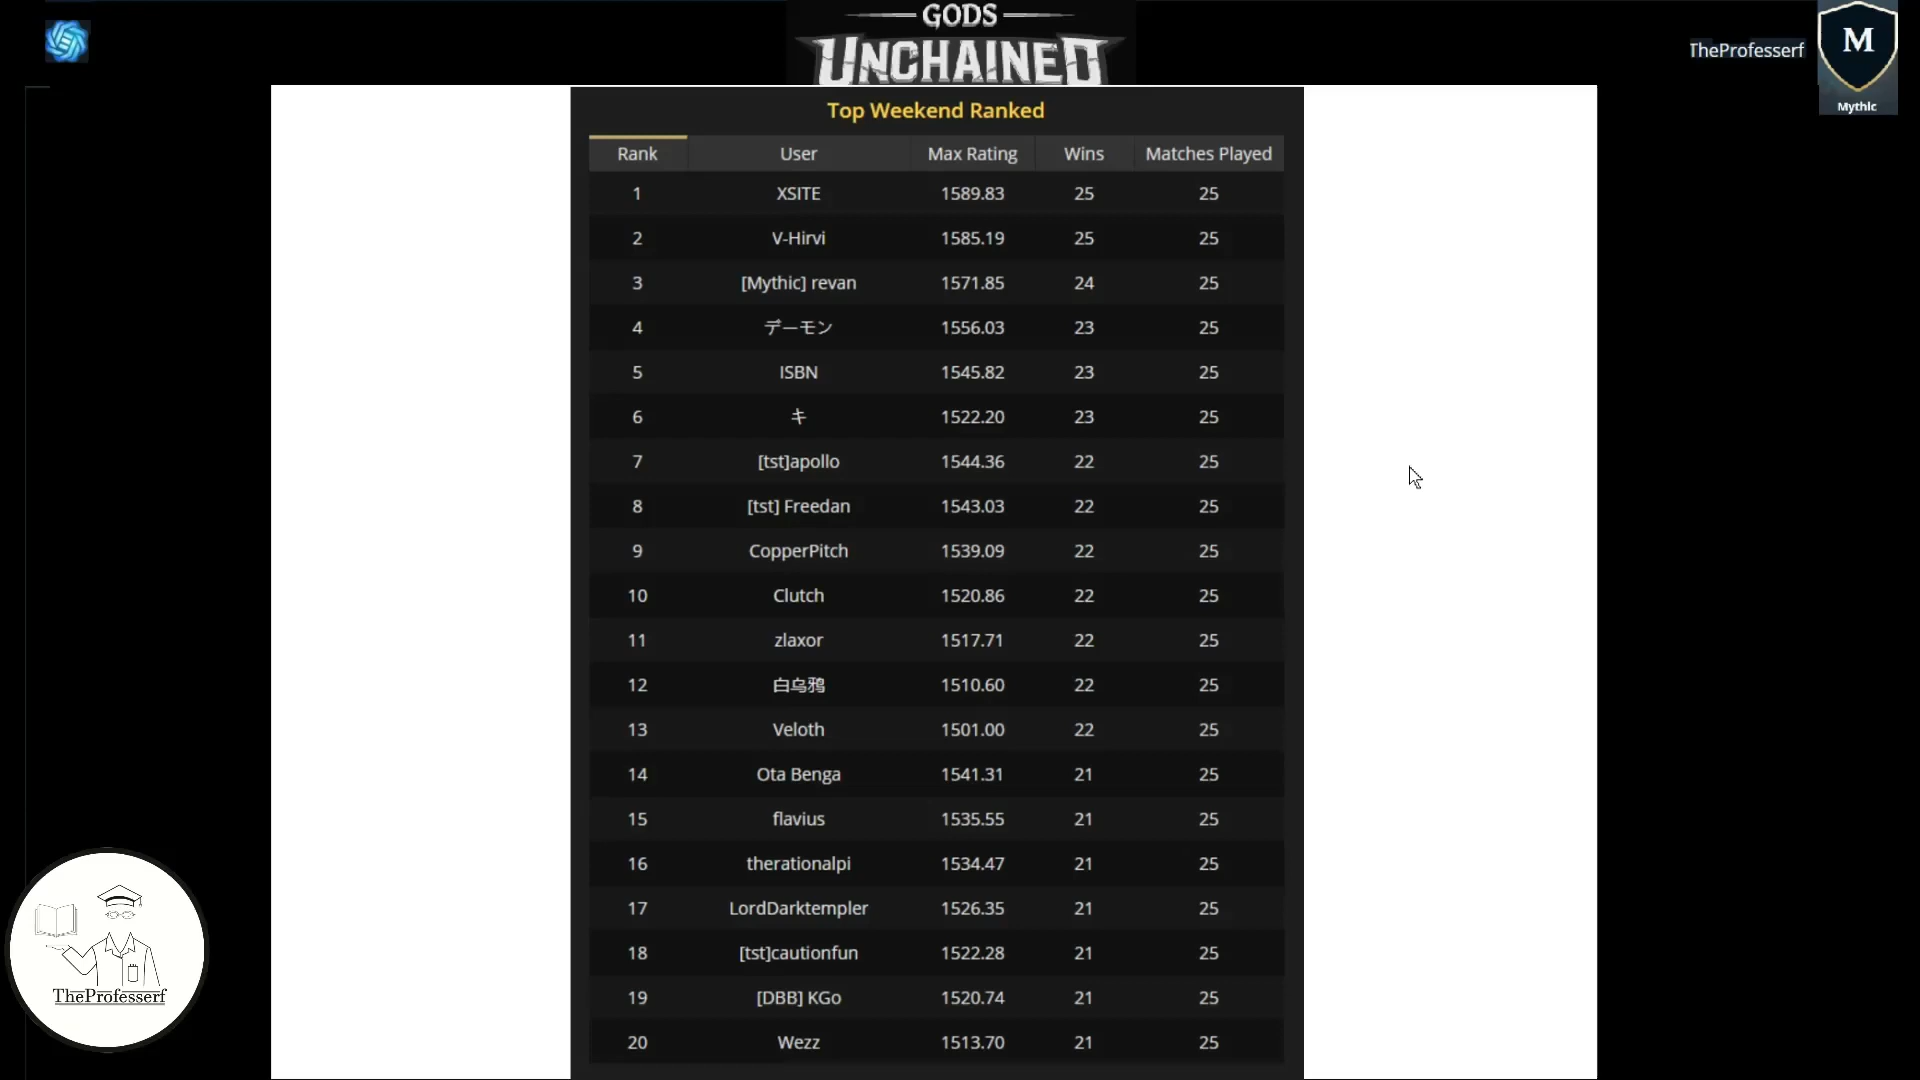 GODS
UNCHAINED
TheProfesserf
M
Mythic
Top Weekend Ranked
Rank User Max Rating Wins Matches Played
1 XSITE 1589.83 25 25
2 V-Hirvi 1585.19 25 25
3 [Mythic] revan 1571.85 24 25
4 デーモン 1556.03 23 25
5 ISBN 1545.82 23 25
6 キ 1522.20 23 25
7 [tst]apollo 1544.36 22 25
8 [tst] Freedan 1543.03 22 25
9 CopperPitch 1539.09 22 25
10 Clutch 1520.86 22 25
11 zlaxor 1517.71 22 25
12 白乌鸦 1510.60 22 25
13 Veloth 1501.00 22 25
14 Ota Benga 1541.31 21 25
15 flavius 1535.55 21 25
16 therationalpi 1534.47 21 25
17 LordDarktempler 1526.35 21 25
18 [tst]cautionfun 1522.28 21 25
19 [DBB] KGo 1520.74 21 25
20 Wezz 1513.70 21 25
TheProfesserf